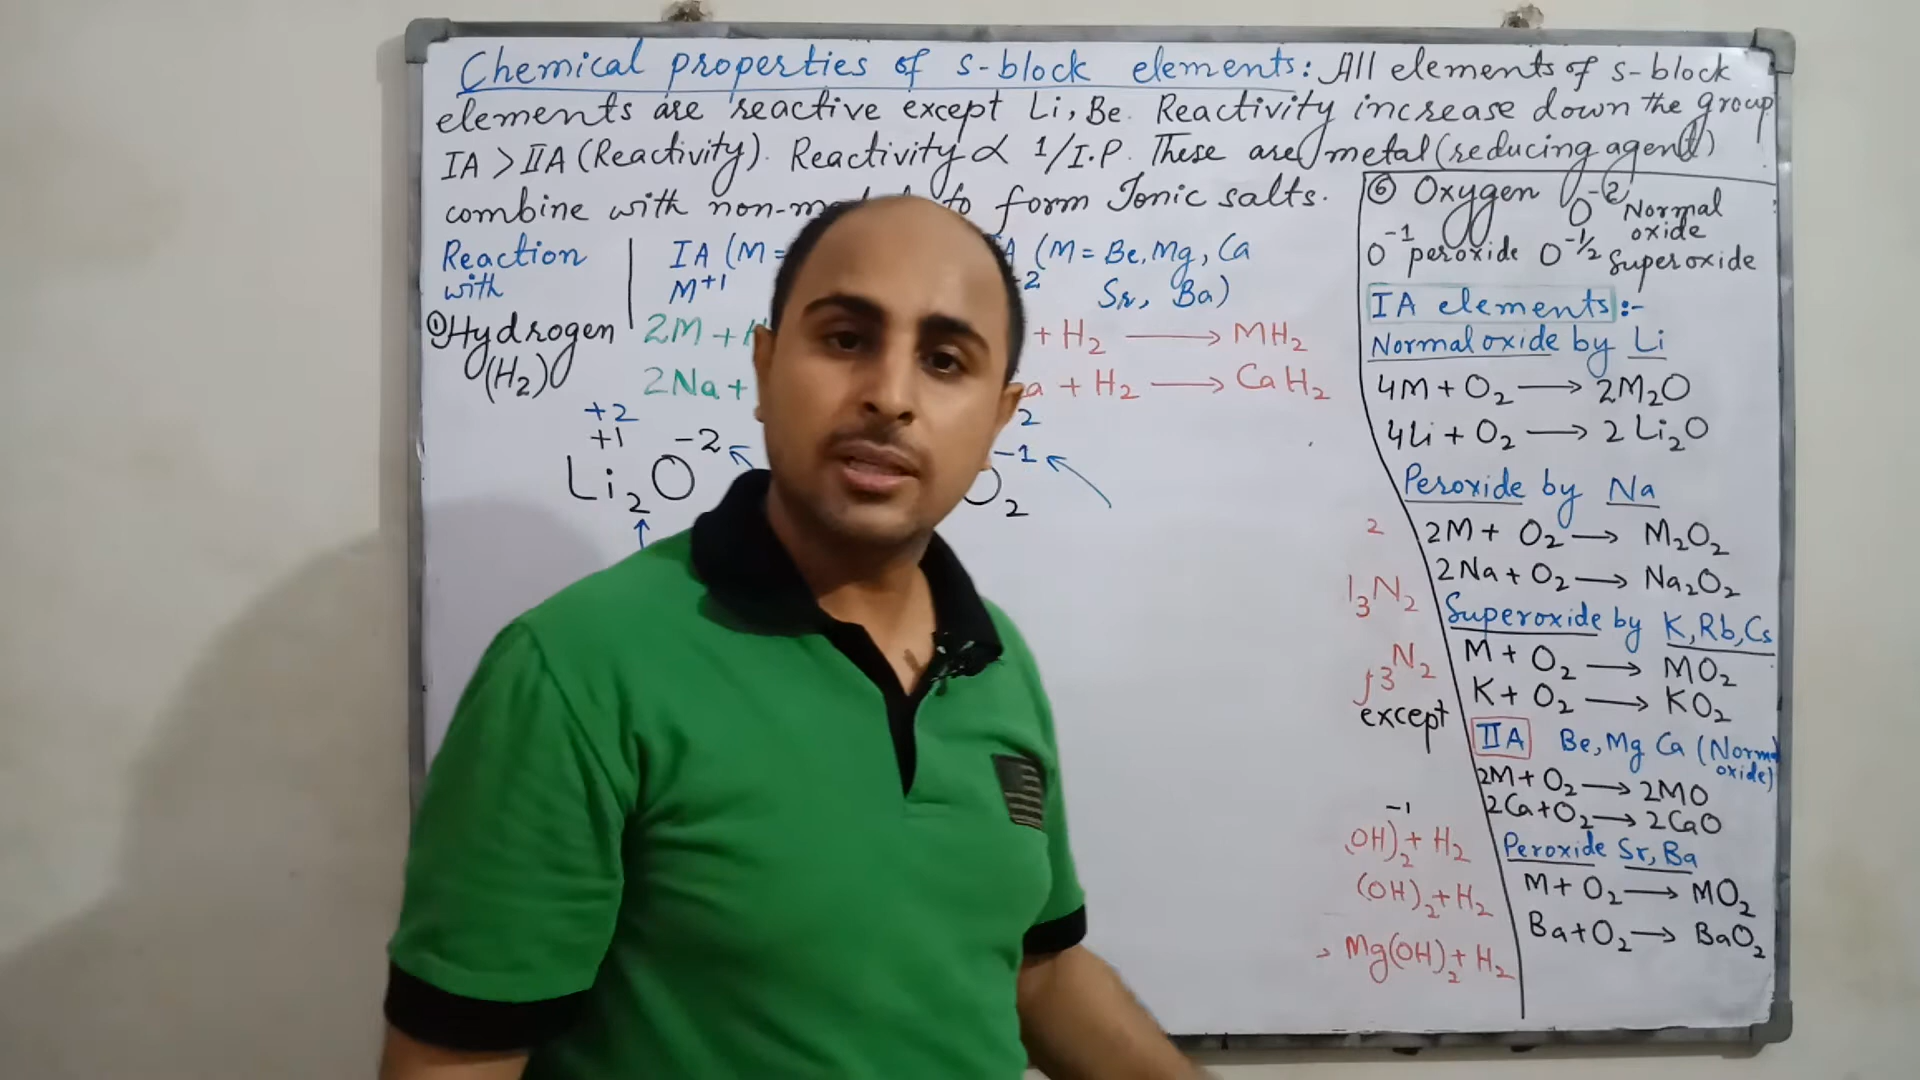 Chemical properties of s-block elements: All elements of s-block
elements are reactive except Li, Be. Reactivity increase down the group
IA > IIA (Reactivity). Reactivity ∝ 1/I.P. These are metal (reducing agent)
combine with to form Ionic salts.
Reaction with
IA (M =
M+1
(M = Be, Mg, Ca
Sr, Ba)
① Hydrogen
(H2)
2M +
+ H2 ⟶ MH2
2Na +
+ H2 ⟶ CaH2
+2
+1 -2
Li2O
2
-1
O2
⑥ Oxygen O-2 Normal oxide
O-1 peroxide O-1/2 Superoxide
IA elements:-
Normal oxide by Li
4M + O2 ⟶ 2M2O
4Li + O2 ⟶ 2Li2O
Peroxide by Na
2M + O2 ⟶ M2O2
2Na + O2 ⟶ Na2O2
Superoxide by K, Rb, Cs
M + O2 ⟶ MO2
K + O2 ⟶ KO2
IIA Be, Mg Ca (Normal oxide)
2M + O2 ⟶ 2MO
2Ca + O2 ⟶ 2CaO
Peroxide Sr, Ba
M + O2 ⟶ MO2
Ba + O2 ⟶ BaO2
2
3N2
3N2
except
-1
OH)2 + H2
(OH)2 + H2
Mg(OH)2 + H2